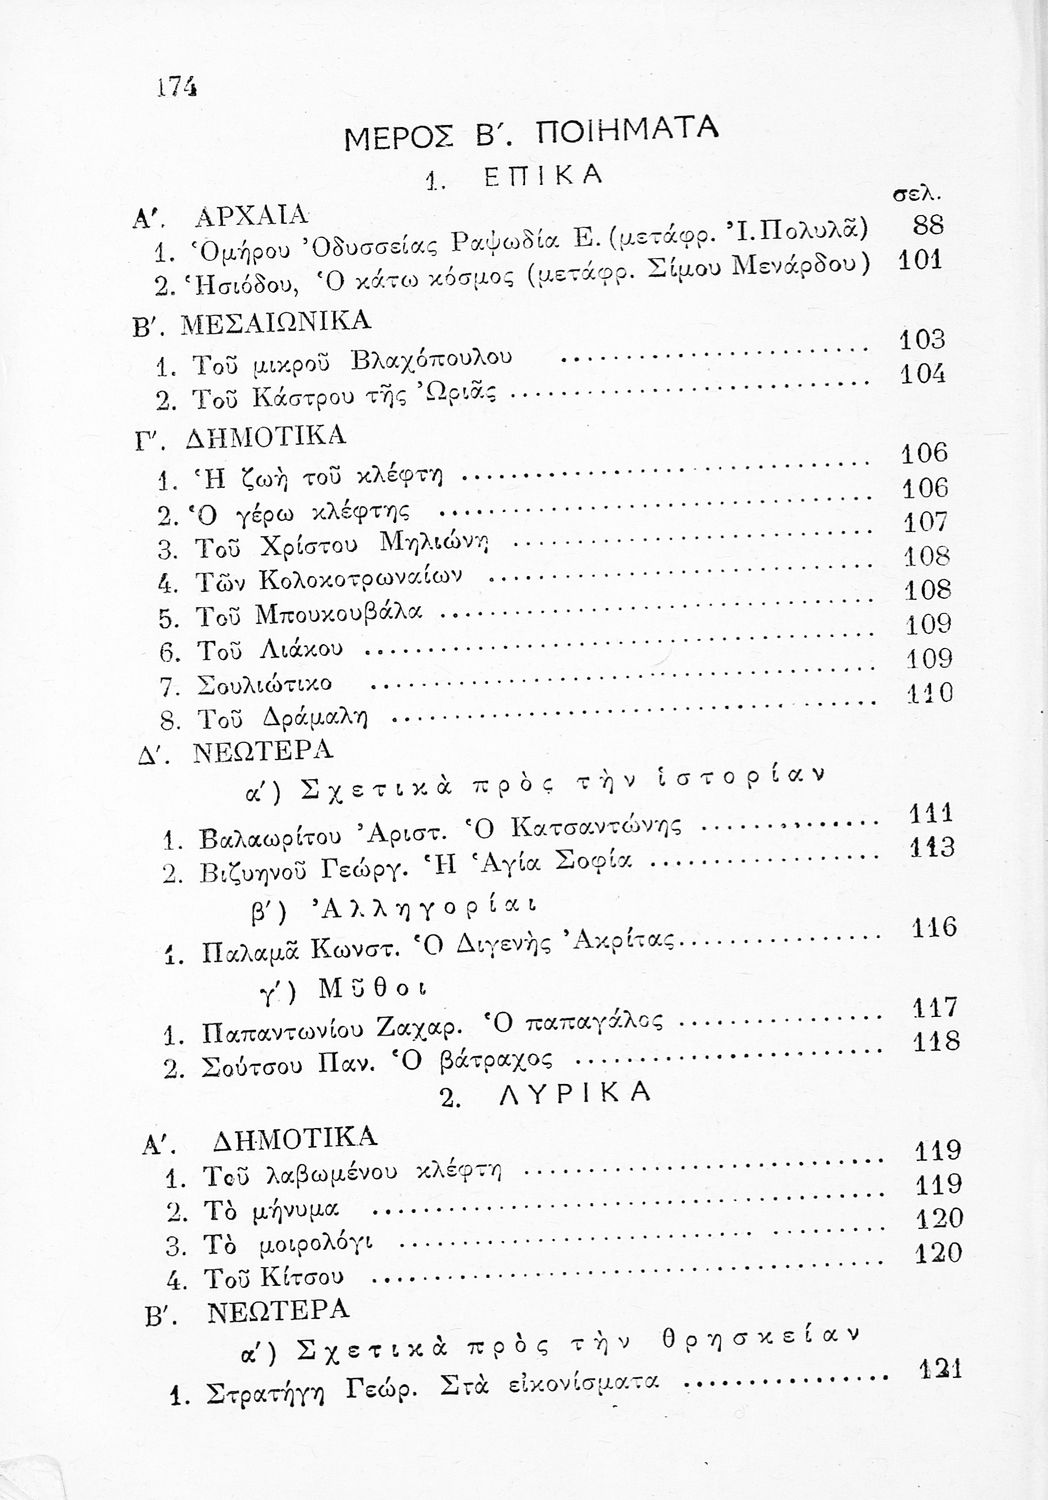 174
ΜΕΡΟΣ Β′. ΠΟΙΗΜΑΤΑ
1. ΕΠΙΚΑ
σελ.
Α′. ΑΡΧΑΙΑ
1. Ὁμήρου Ὀδυσσείας Ραψωδία Ε. (μετάφρ. Ἰ.Πολυλᾶ) 88
2. Ἡσιόδου, Ὁ κάτω κόσμος (μετάφρ. Σίμου Μενάρδου) 101
Β′. ΜΕΣΑΙΩΝΙΚΑ
1. Τοῦ μικροῦ Βλαχόπουλου .......................... 103
2. Τοῦ Κάστρου τῆς Ὡριᾶς .......................... 104
Γ′. ΔΗΜΟΤΙΚΑ
1. Ἡ ζωὴ τοῦ κλέφτη .......................... 106
2. Ὁ γέρω κλέφτης .......................... 106
3. Τοῦ Χρίστου Μηλιώνη .......................... 107
4. Τῶν Κολοκοτρωναίων .......................... 108
5. Τοῦ Μπουκουβάλα .......................... 108
6. Τοῦ Λιάκου .......................... 109
7. Σουλιώτικο .......................... 109
8. Τοῦ Δράμαλη .......................... 110
Δ′. ΝΕΩΤΕΡΑ
α′) Σχετικὰ πρὸς τὴν ἱστορίαν
1. Βαλαωρίτου Ἀριστ. Ὁ Κατσαντώνης ............... 111
2. Βιζυηνοῦ Γεώργ. Ἡ Ἁγία Σοφία .................. 113
β′) Ἀλληγορίαι
1. Παλαμᾶ Κωνστ. Ὁ Διγενὴς Ἀκρίτας................ 116
γ′) Μῦθοι
1. Παπαντωνίου Ζαχαρ. Ὁ παπαγάλος ................ 117
2. Σούτσου Παν. Ὁ βάτραχος ........................ 118
2. ΛΥΡΙΚΑ
Α′. ΔΗΜΟΤΙΚΑ
1. Τοῦ λαβωμένου κλέφτη .......................... 119
2. Τὸ μήνυμα .......................... 119
3. Τὸ μοιρολόγι .......................... 120
4. Τοῦ Κίτσου .......................... 120
Β′. ΝΕΩΤΕΡΑ
α′) Σχετικὰ πρὸς τὴν θρησκείαν
1. Στρατήγη Γεώρ. Στὰ εἰκονίσματα ................ 121